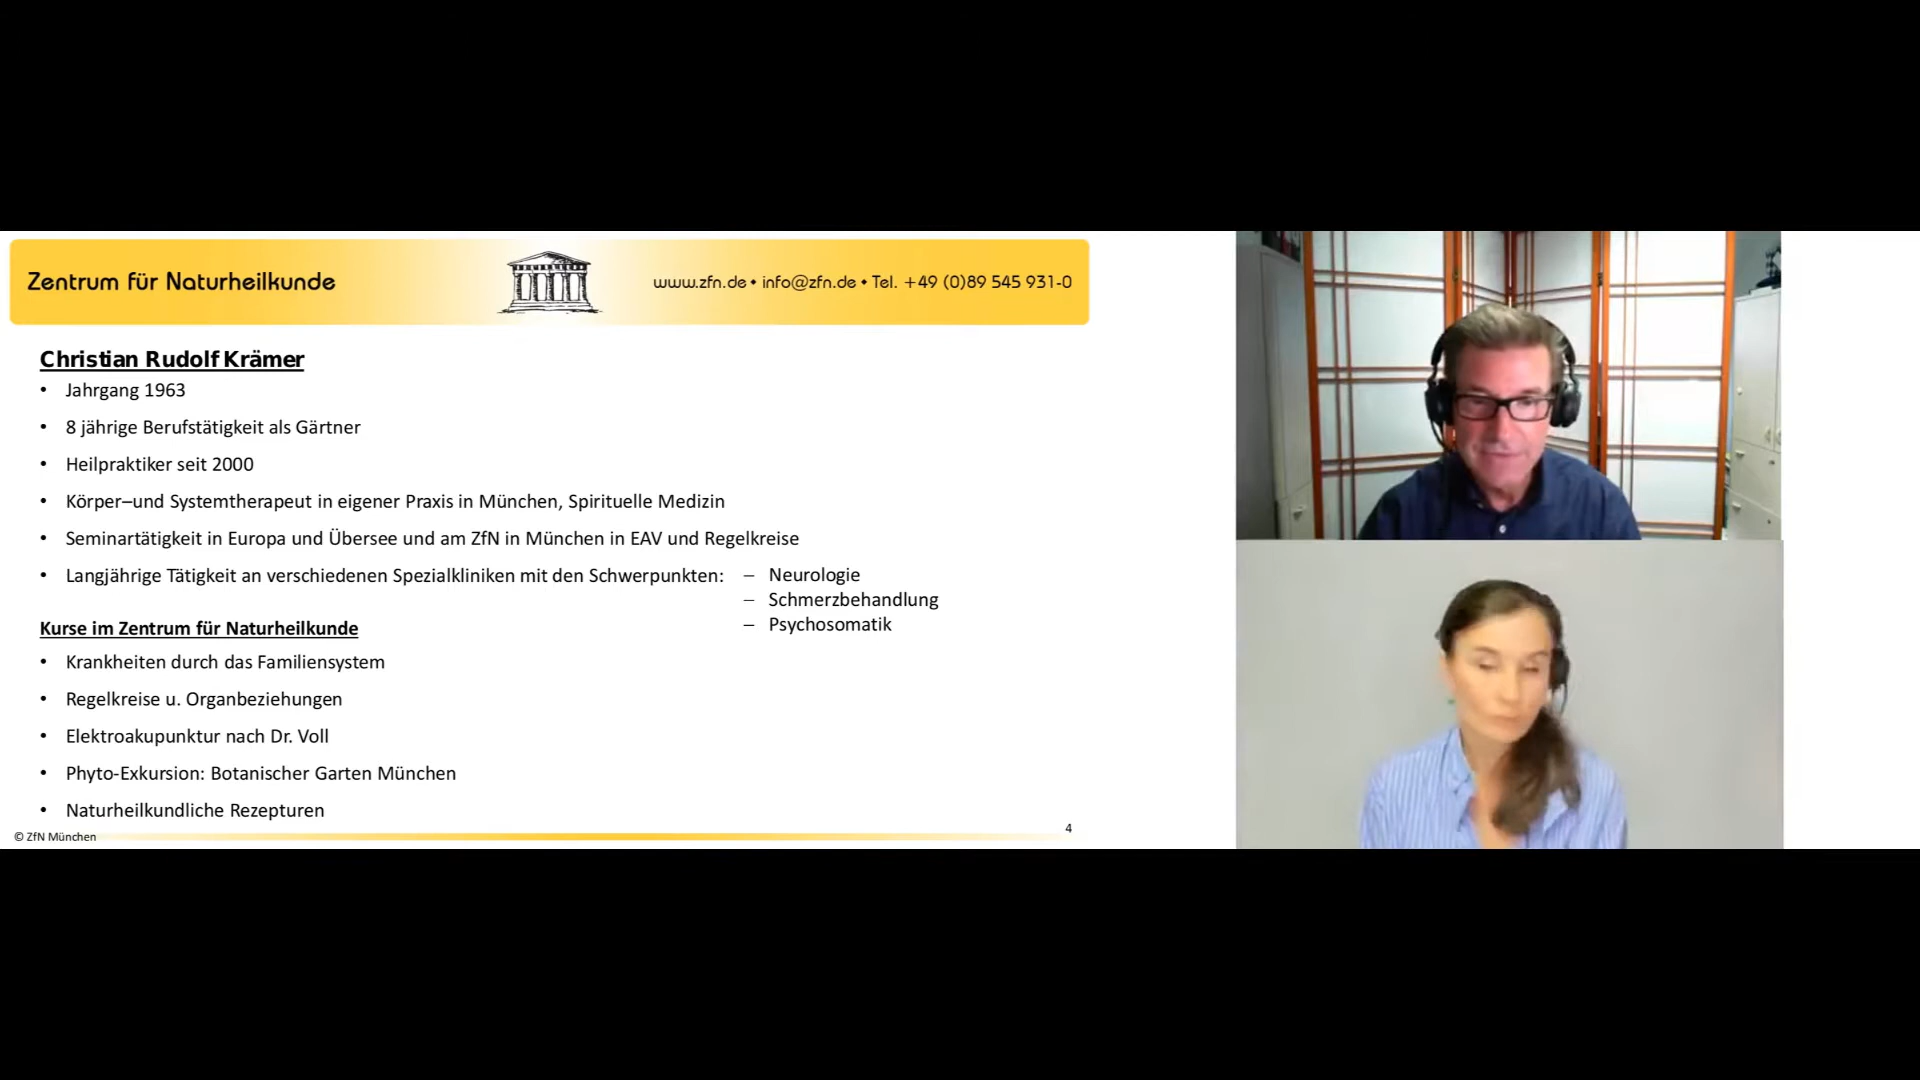 Zentrum für Naturheilkunde
www.zfn.de • info@zfn.de • Tel. +49 (0)89 545 931-0
Christian Rudolf Krämer
• Jahrgang 1963
• 8 jährige Berufstätigkeit als Gärtner
• Heilpraktiker seit 2000
• Körper–und Systemtherapeut in eigener Praxis in München, Spirituelle Medizin
• Seminartätigkeit in Europa und Übersee und am ZfN in München in EAV und Regelkreise
• Langjährige Tätigkeit an verschiedenen Spezialkliniken mit den Schwerpunkten:
– Neurologie
– Schmerzbehandlung
– Psychosomatik
Kurse im Zentrum für Naturheilkunde
• Krankheiten durch das Familiensystem
• Regelkreise u. Organbeziehungen
• Elektroakupunktur nach Dr. Voll
• Phyto-Exkursion: Botanischer Garten München
• Naturheilkundliche Rezepturen
© ZfN München
4